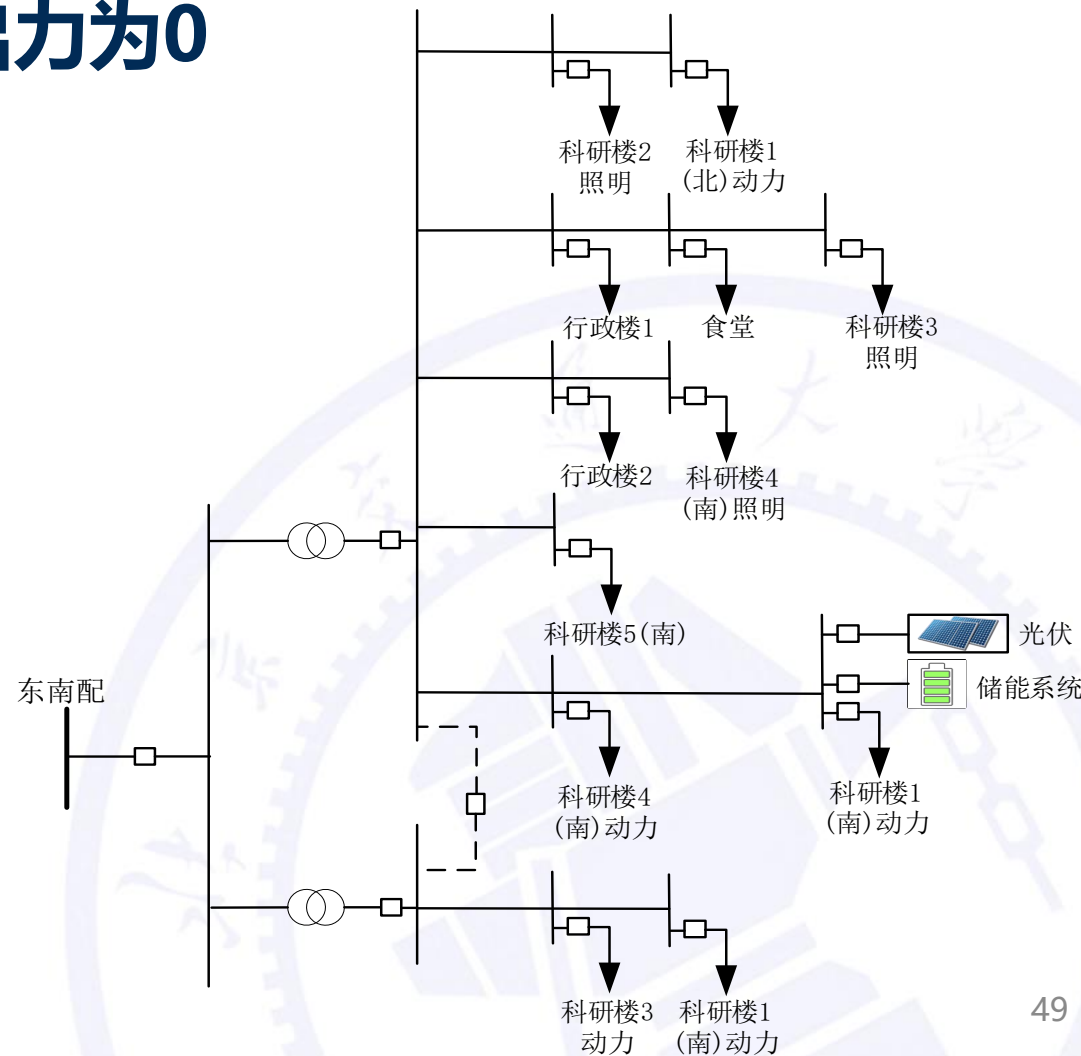 出力为0
科研楼2
照明
科研楼1
(北)动力
行政楼1
食堂
科研楼3
照明
行政楼2
科研楼4
(南)照明
科研楼5(南)
光伏
储能系统
东南配
科研楼4
(南)动力
科研楼1
(南)动力
科研楼3
动力
科研楼1
(南)动力
49